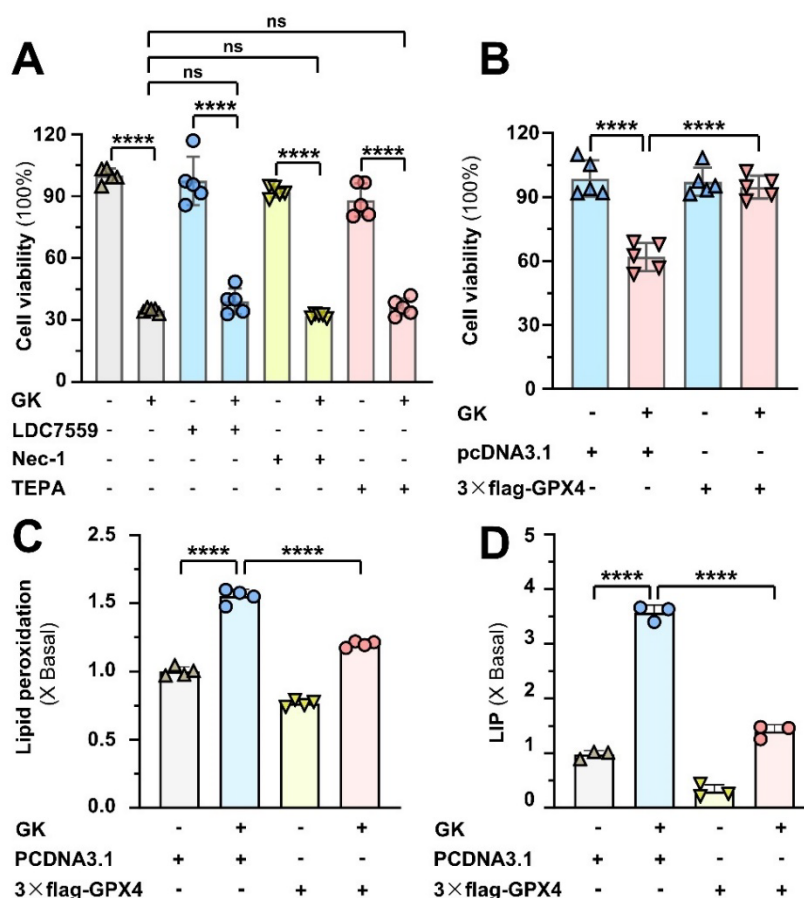 A
ns
ns
ns
****
****
****
****
Cell viability (100%)
120
90
60
30
0
GK - + - + - + - +
LDC7559 - - + + - - - -
Nec-1 - - - - + + - -
TEPA - - - - - - + +
B
****
****
Cell viability (100%)
120
90
60
30
0
GK - + - +
pcDNA3.1 + + - -
3×flag-GPX4 - - + +
C
****
****
Lipid peroxidation
(X Basal)
2.5
1.5
1.0
0.5
0.0
GK - + - +
PCDNA3.1 + + - -
3×flag-GPX4 - - + +
D
****
****
LIP (X Basal)
5
4
3
2
1
0
GK - + - +
PCDNA3.1 + + - -
3×flag-GPX4 - - + +